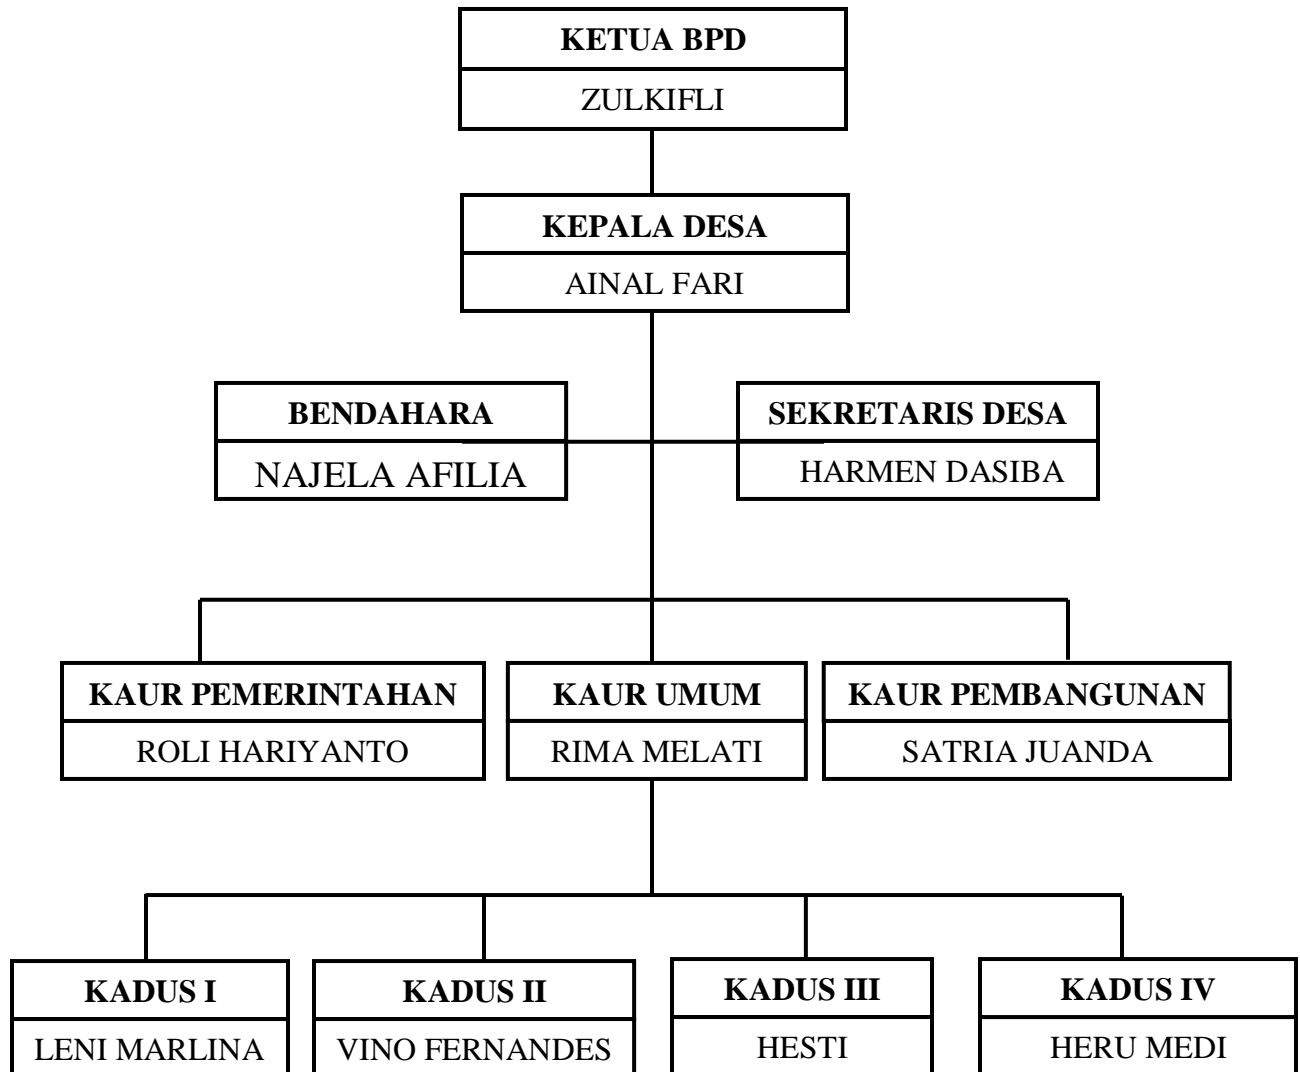 KETUA BPD
ZULKIFLI
KEPALA DESA
AINAL FARI
BENDAHARA
NAJELA AFILIA
SEKRETARIS DESA
HARMEN DASIBA
KAUR PEMERINTAHAN
ROLI HARIYANTO
KAUR UMUM
RIMA MELATI
KAUR PEMBANGUNAN
SATRIA JUANDA
KADUS I
LENI MARLINA
KADUS II
VINO FERNANDES
KADUS III
HESTI
KADUS IV
HERU MEDI